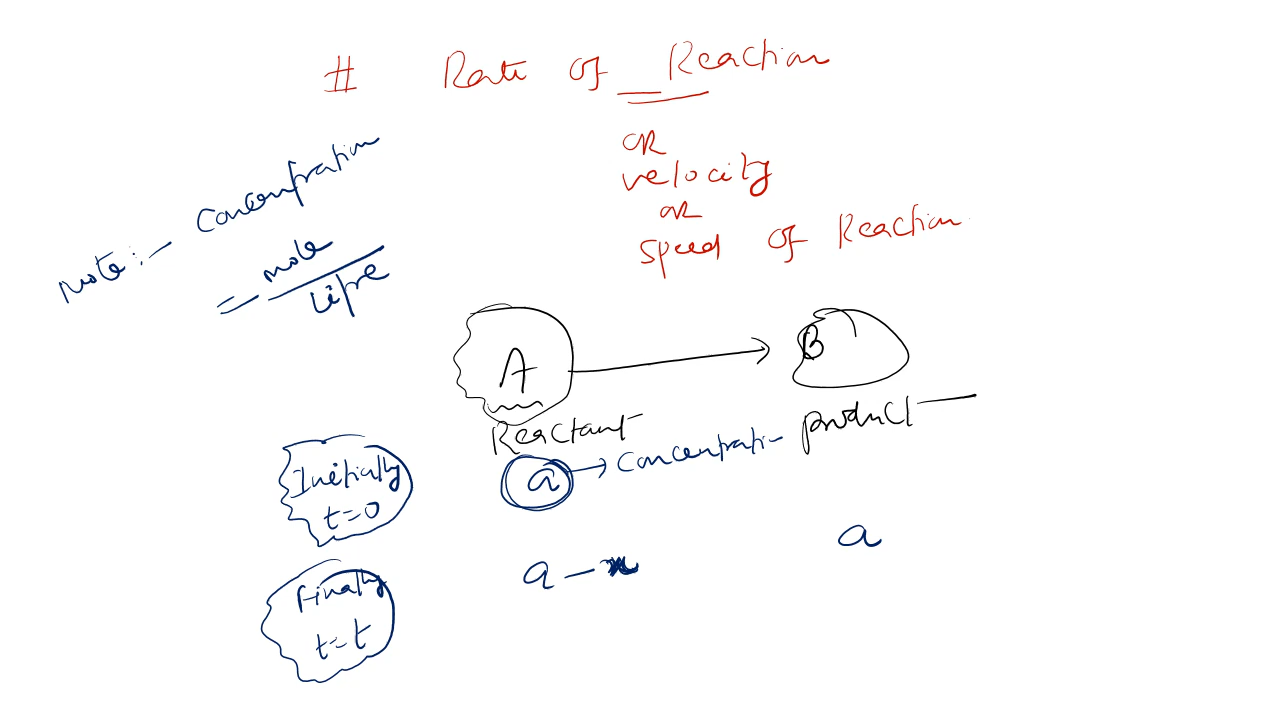 # Rate of Reaction
OR
velocity
OR
speed of Reaction
Note :- Concentration
= mole
Litre
A
B
Reactant
product
Initially
t=0
a → Concentration
a
a - x
Finally
t=t